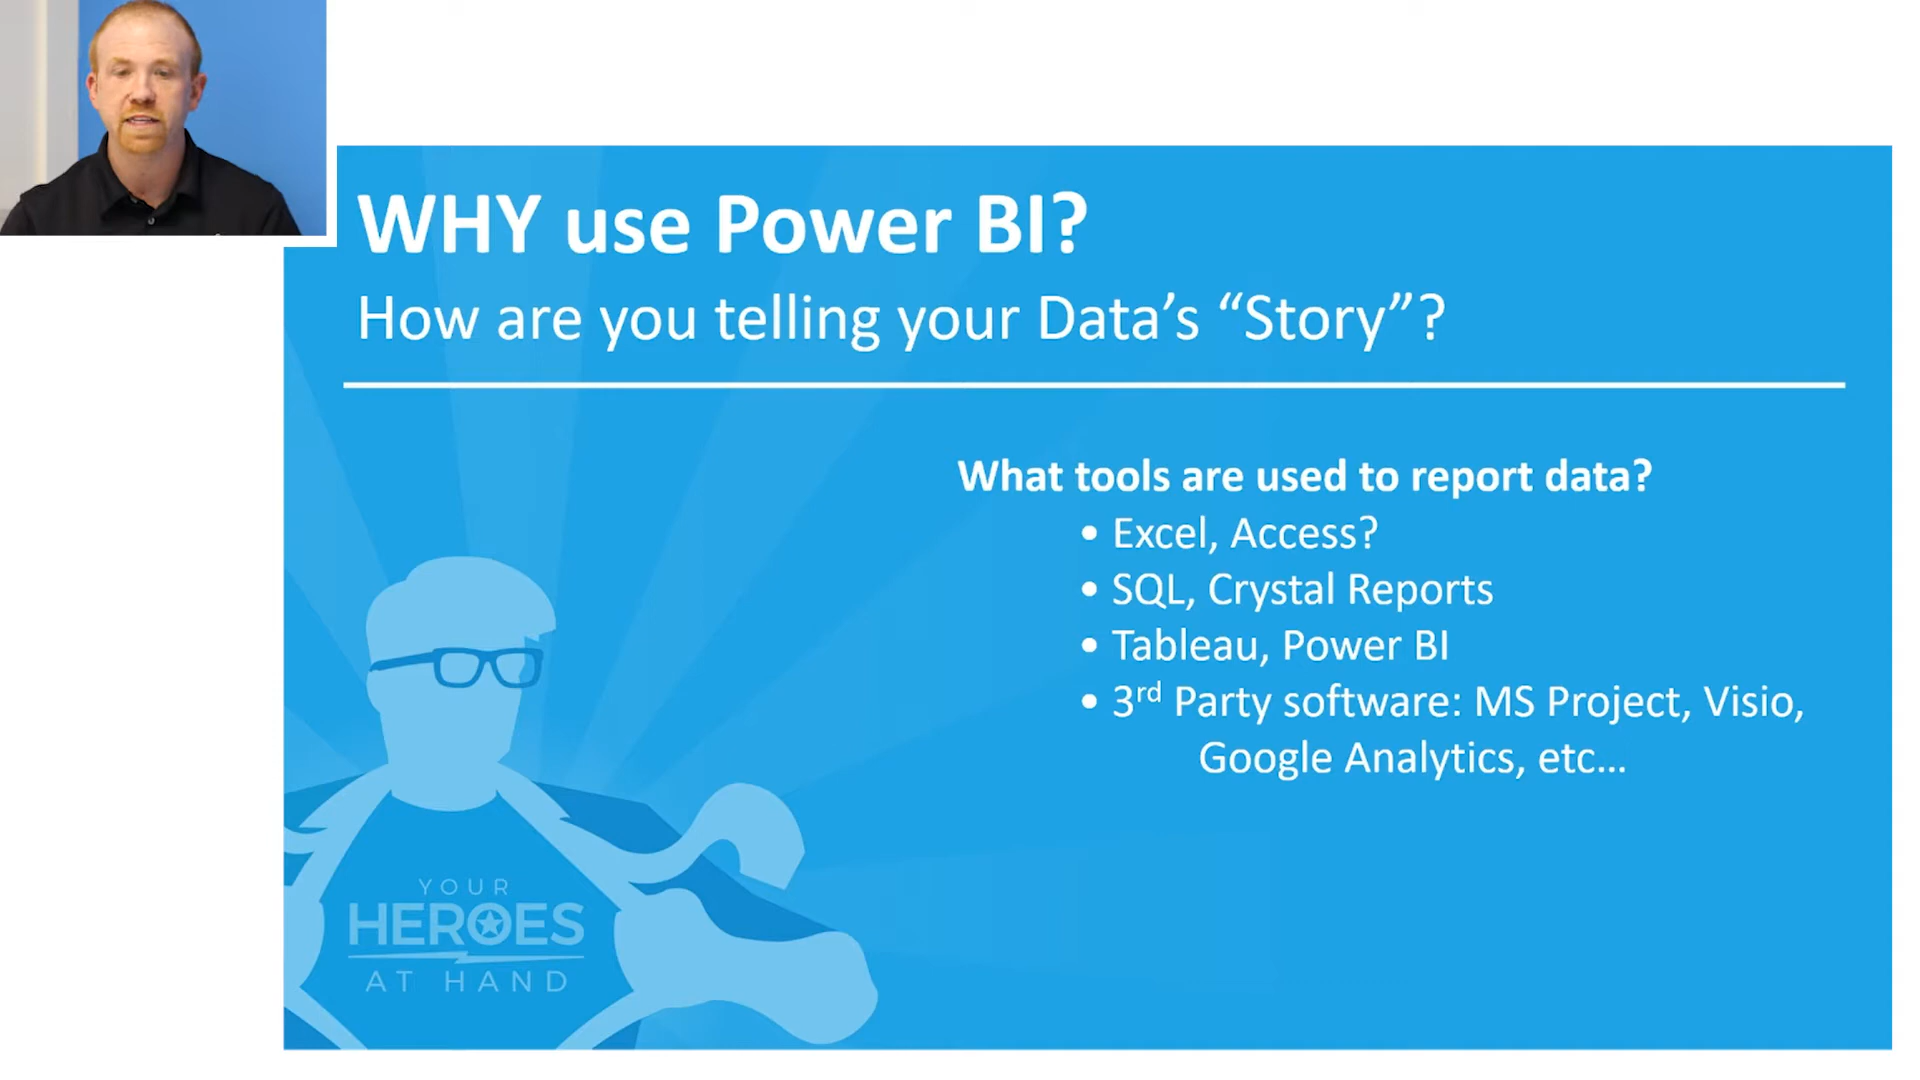 WHY use Power BI?
How are you telling your Data’s “Story”?
What tools are used to report data?
• Excel, Access?
• SQL, Crystal Reports
• Tableau, Power BI
• 3rd Party software: MS Project, Visio,
Google Analytics, etc…
YOUR
HEROES
AT HAND